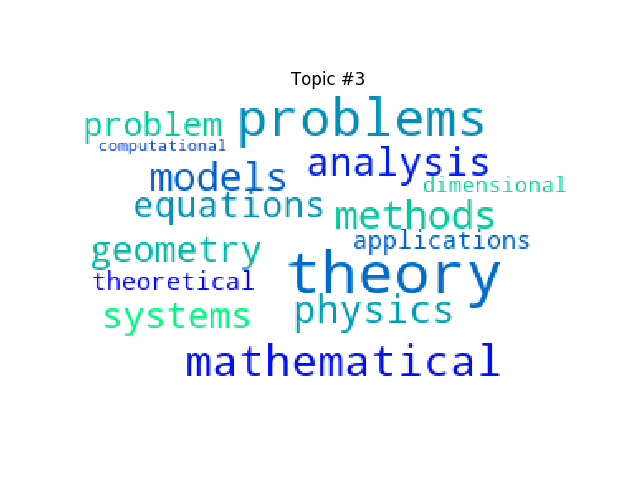 Topic #3
problem problems
computational
models analysis
dimensional
equations methods
applications
geometry
theoretical theory
systems physics
mathematical